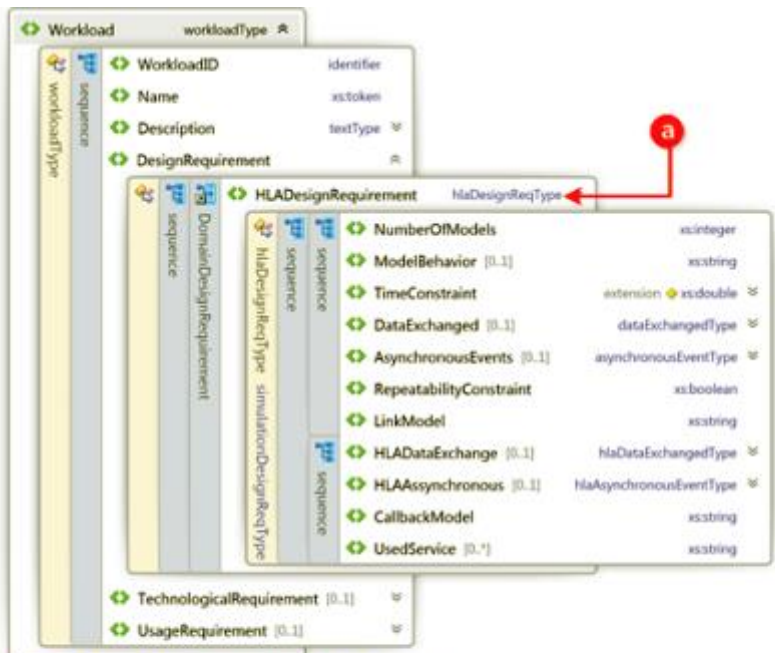 Workload workloadType
WorkloadID identifier
Name xs:token
Description textType
DesignRequirement
workloadType
sequence
a
HLADesignRequirement hlaDesignReqType
sequence
DomainDesignRequirement
NumberOfModels xs:integer
ModelBehavior [0..1] xs:string
TimeConstraint extension xs:double
DataExchanged [0..1] dataExchangedType
AsynchronousEvents [0..1] asynchronousEventType
RepeatabilityConstraint xs:boolean
LinkModel xs:string
HLADataExchange [0..1] hlaDataExchangedType
HLAAssynchronous [0..1] hlaAsynchronousEventType
CallbackModel xs:string
UsedService [0..*] xs:string
hlaDesignReqType simulationDesignReqType
sequence
sequence
sequence
TechnologicalRequirement [0..1]
UsageRequirement [0..1]